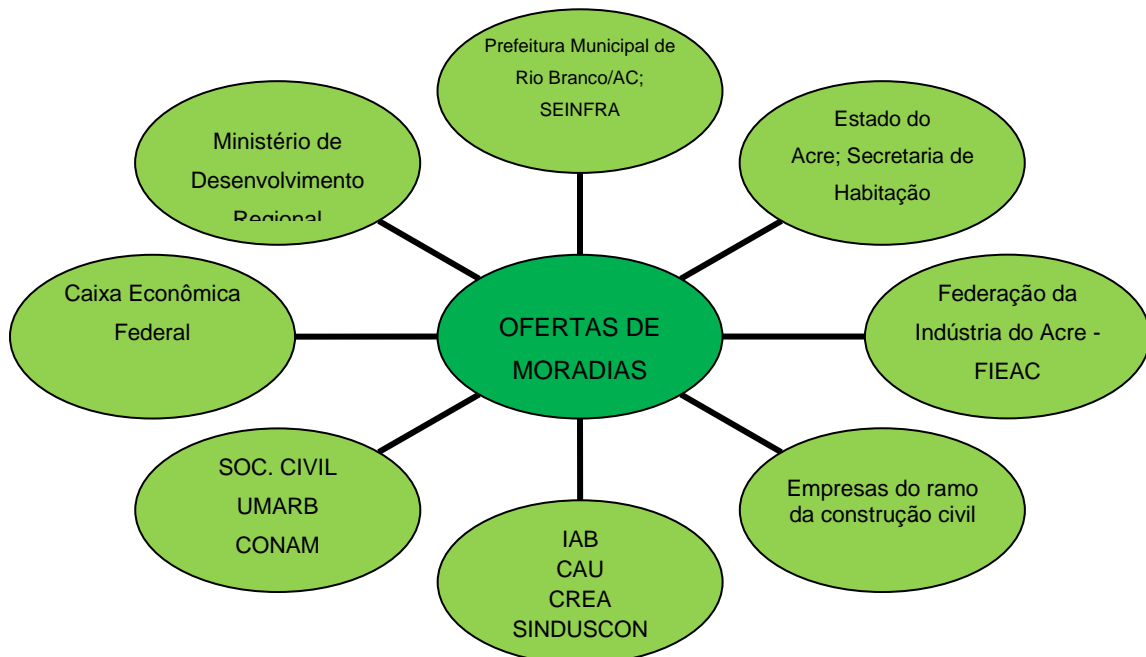 Prefeitura Municipal de
Rio Branco/AC;
SEINFRA
Estado do
Acre; Secretaria de
Habitação
Ministério de
Desenvolvimento
Regional
Caixa Econômica
Federal
OFERTAS DE
MORADIAS
Federação da
Indústria do Acre -
FIEAC
SOC. CIVIL
UMARB
CONAM
Empresas do ramo
da construção civil
IAB
CAU
CREA
SINDUSCON